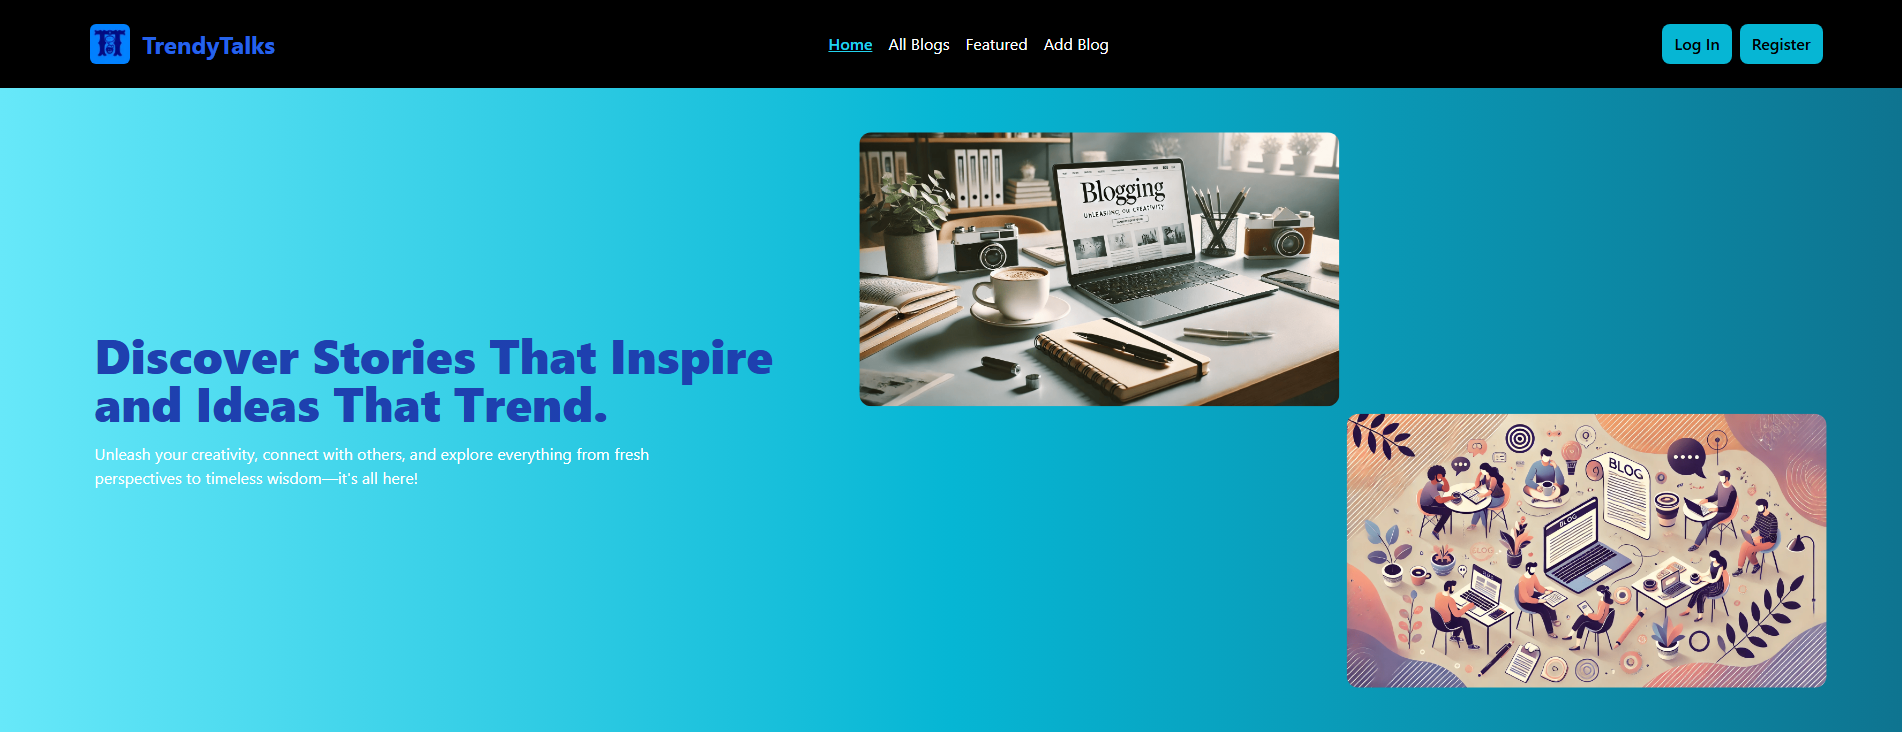 TrendyTalks
Home All Blogs Featured Add Blog
Log In Register
Blogging
UNLEASHING OUR CREATIVITY
Discover Stories That Inspire
and Ideas That Trend.
Unleash your creativity, connect with others, and explore everything from fresh
perspectives to timeless wisdom—it's all here!
BLOG
BLOG
BLOG